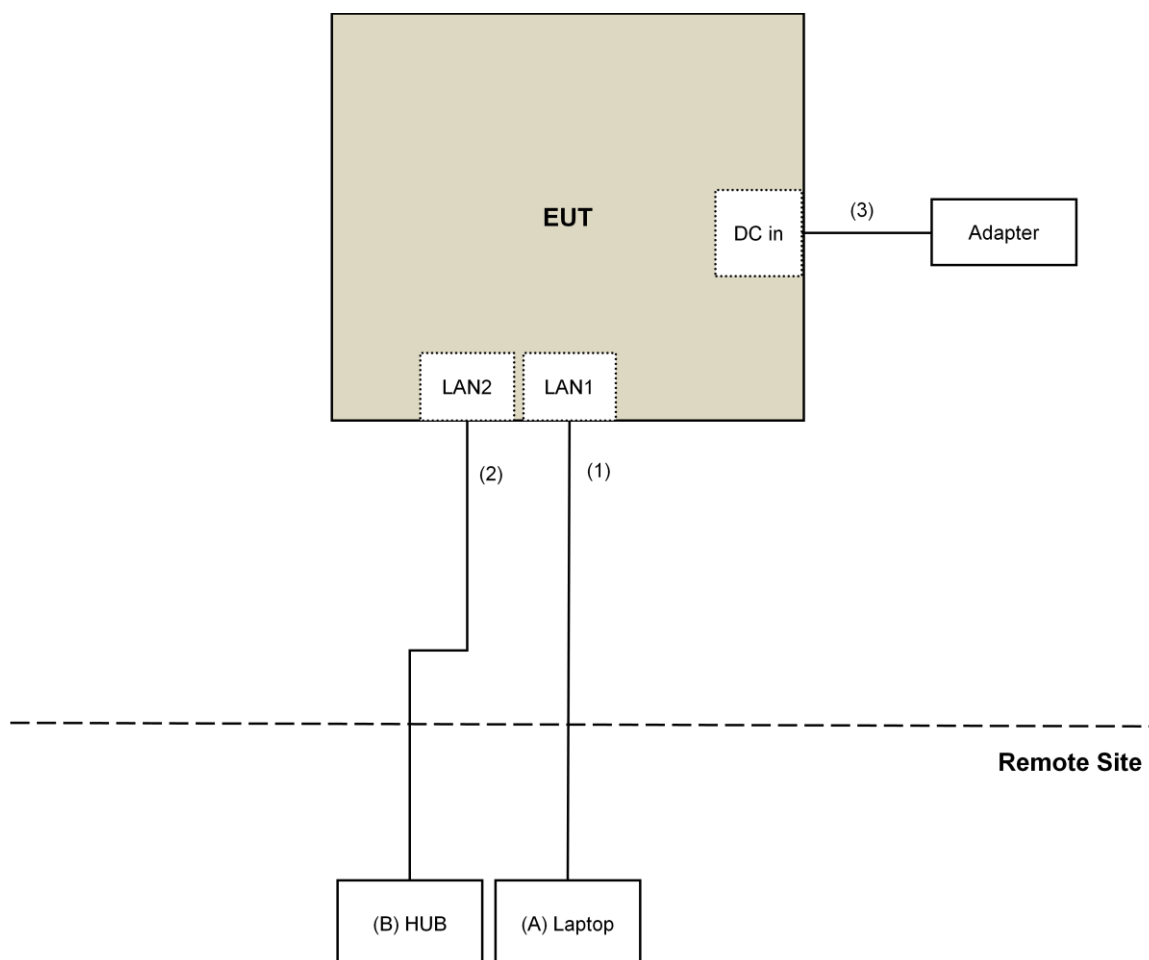 EUT
DC in
(3)
Adapter
LAN2
LAN1
(2)
(1)
Remote Site
(B) HUB
(A) Laptop